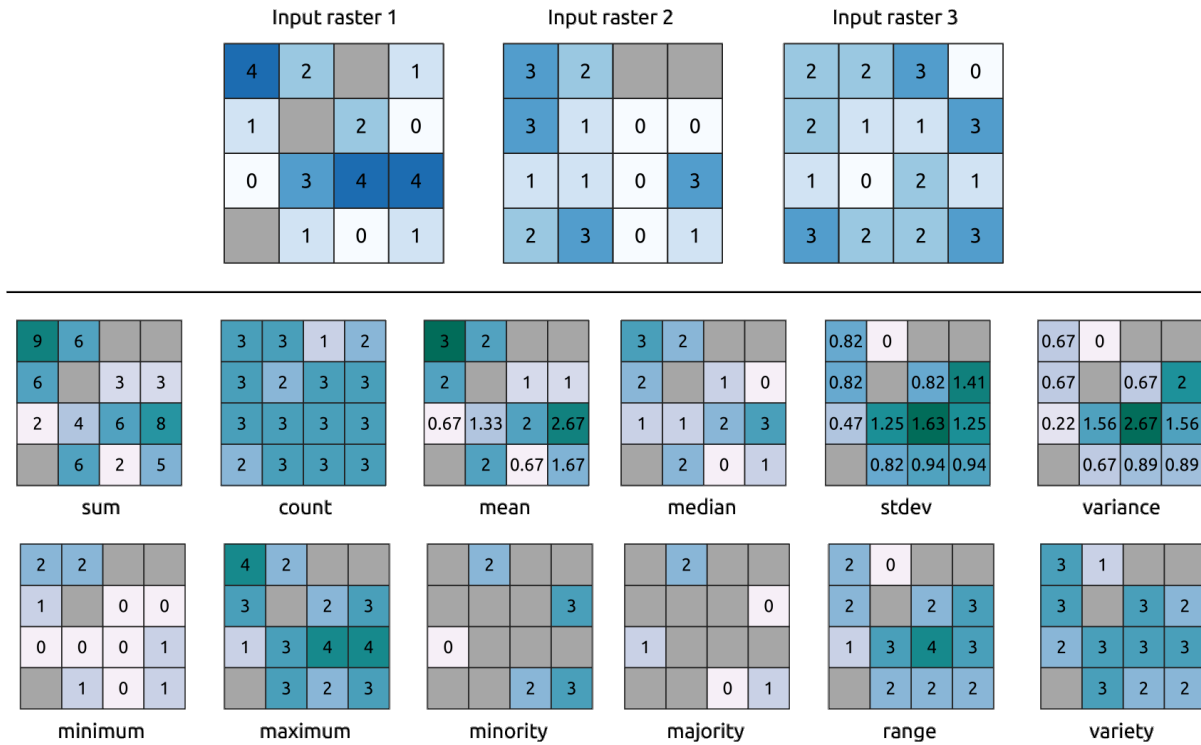 Input raster 1 Input raster 2 Input raster 3
4 2 1 3 2 2 2 3 0
1 2 0 3 1 0 0 2 1 1 3
0 3 4 4 1 1 0 3 1 0 2 1
1 0 1 2 3 0 1 3 2 2 3
9 6 3 3 1 2 3 2 3 2 0.82 0 0.67 0
6 3 3 3 2 3 3 2 1 1 2 1 0 0.82 0.82 1.41 0.67 0.67 2
2 4 6 8 3 3 3 3 0.67 1.33 2 2.67 1 1 2 3 0.47 1.25 1.63 1.25 0.22 1.56 2.67 1.56
6 2 5 2 3 3 3 2 0.67 1.67 2 0 1 0.82 0.94 0.94 0.67 0.89 0.89
sum count mean median stdev variance
2 2 4 2 2 2 2 0 3 1
1 0 0 3 2 3 3 0 2 2 3 3 3 2
0 0 0 1 1 3 4 4 0 1 1 3 4 3 2 3 3 3
1 0 1 3 2 3 2 3 0 1 2 2 2 3 2 2
minimum maximum minority majority range variety